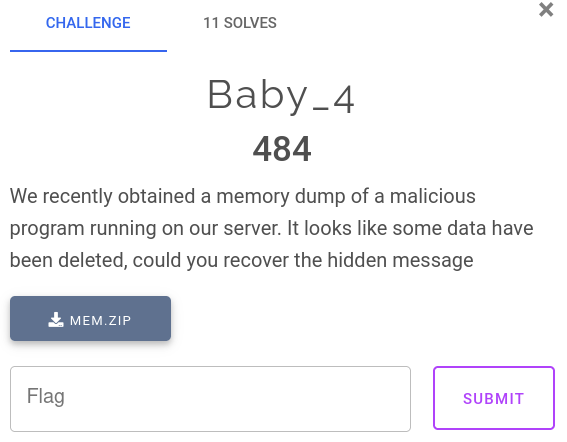 CHALLENGE 11 SOLVES
Baby_4
484
We recently obtained a memory dump of a malicious
program running on our server. It looks like some data have
been deleted, could you recover the hidden message
MEM.ZIP
Flag
SUBMIT